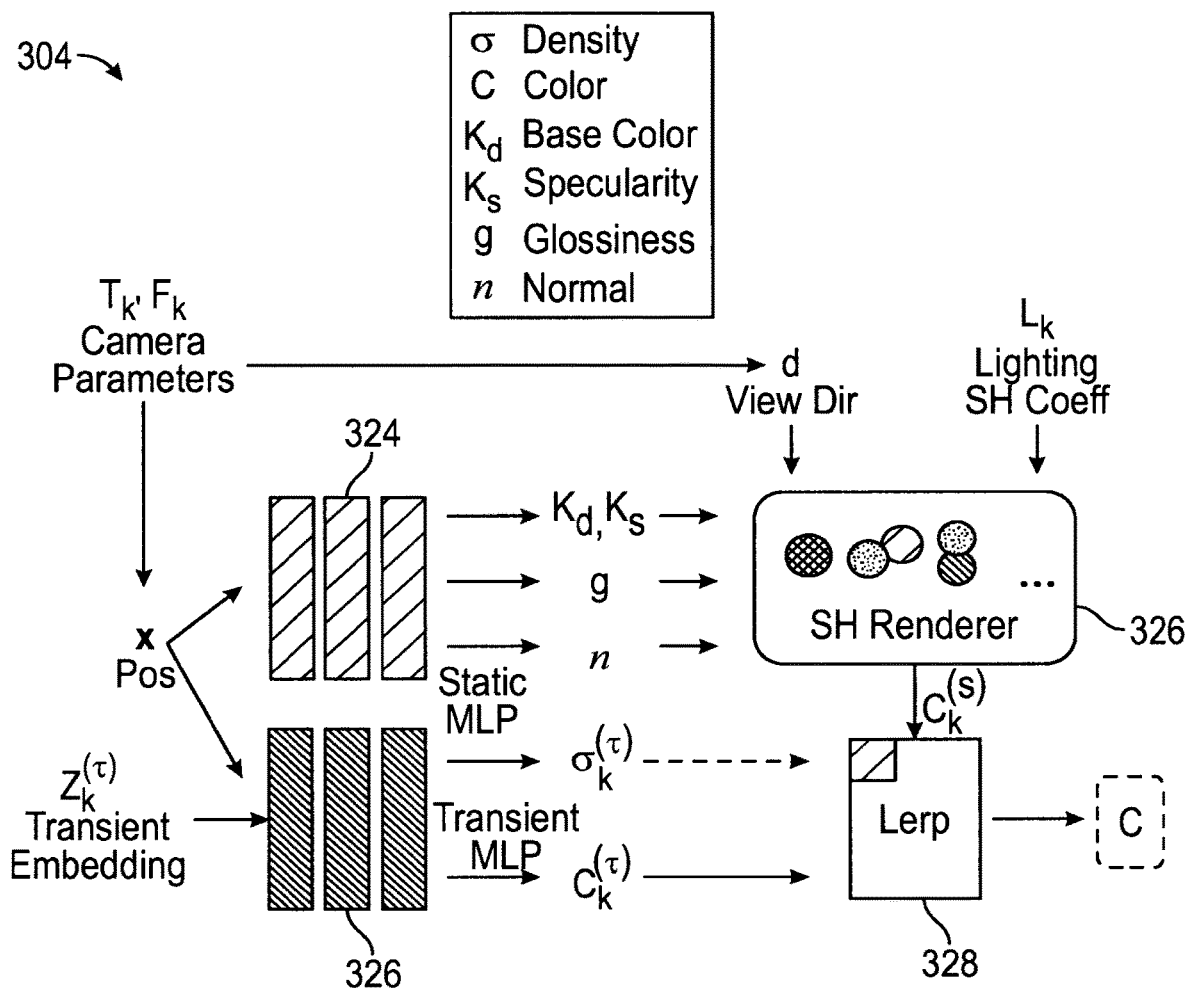 304
σ Density
C Color
K_d Base Color
K_s Specularity
g Glossiness
n Normal
T_k, F_k
Camera
Parameters
d
View Dir
L_k
Lighting
SH Coeff
324
K_d, K_s
g
n
x
Pos
Static
MLP
...
SH Renderer
326
C_k^(s)
Z_k^(τ)
Transient
Embedding
Transient
MLP
σ_k^(τ)
C_k^(τ)
Lerp
C
326
328